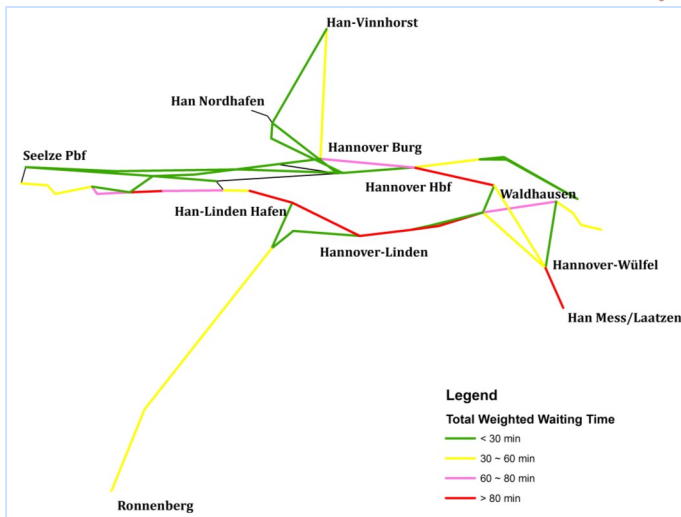 Han-Vinnhorst
Han Nordhafen
Hannover Burg
Seelze Pbf
Hannover Hbf
Waldhausen
Han-Linden Hafen
Hannover-Linden
Hannover-Wülfel
Han Mess/Laatzen
Legend
Total Weighted Waiting Time
< 30 min
30 ~ 60 min
60 ~ 80 min
> 80 min
Ronnenberg